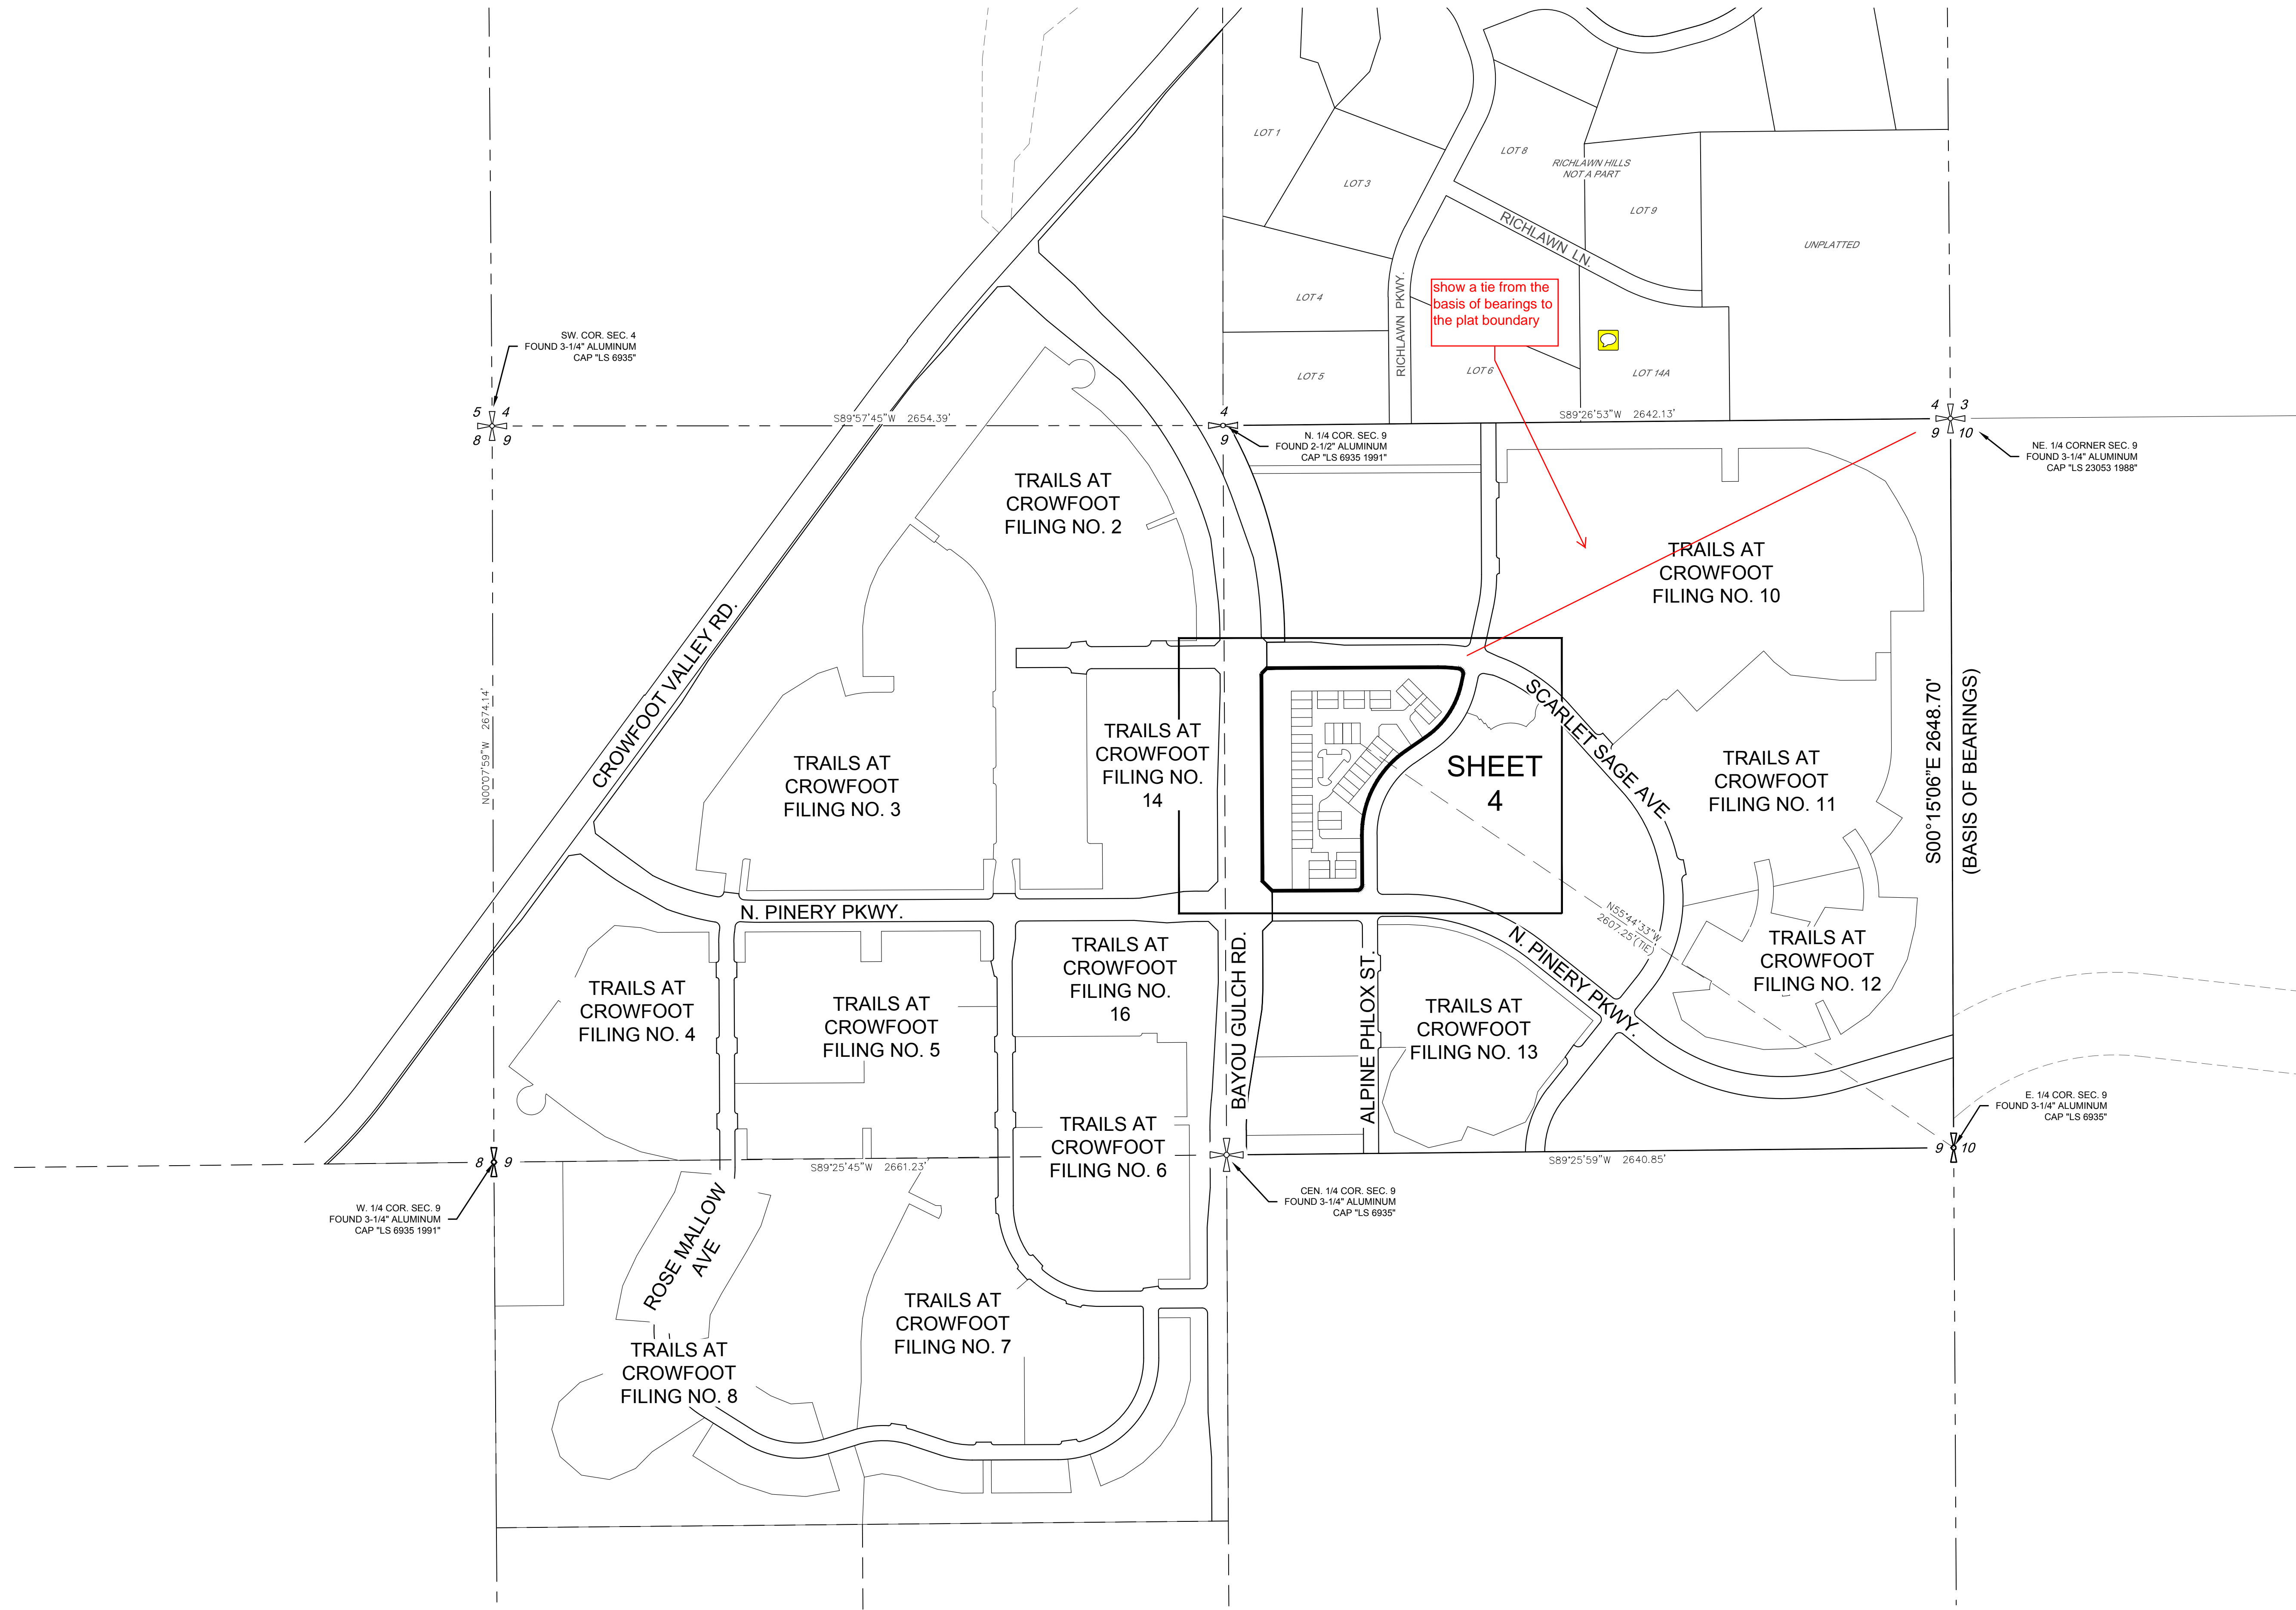 LOT 1
LOT 3
LOT 8
RICHLAWN HILLS
NOT A PART
LOT 9
RICHLAWN LN.
UNPLATTED
LOT 4
RICHLAWN PKWY.
show a tie from the
basis of bearings to
the plat boundary
LOT 5
LOT 6
LOT 14A
SW. COR. SEC. 4
FOUND 3-1/4" ALUMINUM
CAP "LS 6935"
5 4
8 9
S89°57'45"W 2654.39'
4
9
N. 1/4 COR. SEC. 9
FOUND 2-1/2" ALUMINUM
CAP "LS 6935 1991"
S89°26'53"W 2642.13'
4 3
9 10
NE. 1/4 CORNER SEC. 9
FOUND 3-1/4" ALUMINUM
CAP "LS 23053 1988"
TRAILS AT
CROWFOOT
FILING NO. 2
TRAILS AT
CROWFOOT
FILING NO. 10
CROWFOOT VALLEY RD.
N00°07'59"W 2674.14'
TRAILS AT
CROWFOOT
FILING NO. 3
TRAILS AT
CROWFOOT
FILING NO.
14
SHEET
4
SCARLET SAGE AVE
TRAILS AT
CROWFOOT
FILING NO. 11
S00°15'06"E 2648.70'
(BASIS OF BEARINGS)
N. PINERY PKWY.
N55°44'33"W
2607.25'(TIE)
N. PINERY PKWY.
TRAILS AT
CROWFOOT
FILING NO. 12
TRAILS AT
CROWFOOT
FILING NO. 4
TRAILS AT
CROWFOOT
FILING NO. 5
TRAILS AT
CROWFOOT
FILING NO.
16
BAYOU GULCH RD.
ALPINE PHLOX ST.
TRAILS AT
CROWFOOT
FILING NO. 13
TRAILS AT
CROWFOOT
FILING NO. 6
E. 1/4 COR. SEC. 9
FOUND 3-1/4" ALUMINUM
CAP "LS 6935"
8 9
S89°25'45"W 2661.23'
S89°25'59"W 2640.85'
9 10
W. 1/4 COR. SEC. 9
FOUND 3-1/4" ALUMINUM
CAP "LS 6935 1991"
CEN. 1/4 COR. SEC. 9
FOUND 3-1/4" ALUMINUM
CAP "LS 6935"
ROSE MALLOW
AVE
TRAILS AT
CROWFOOT
FILING NO. 7
TRAILS AT
CROWFOOT
FILING NO. 8